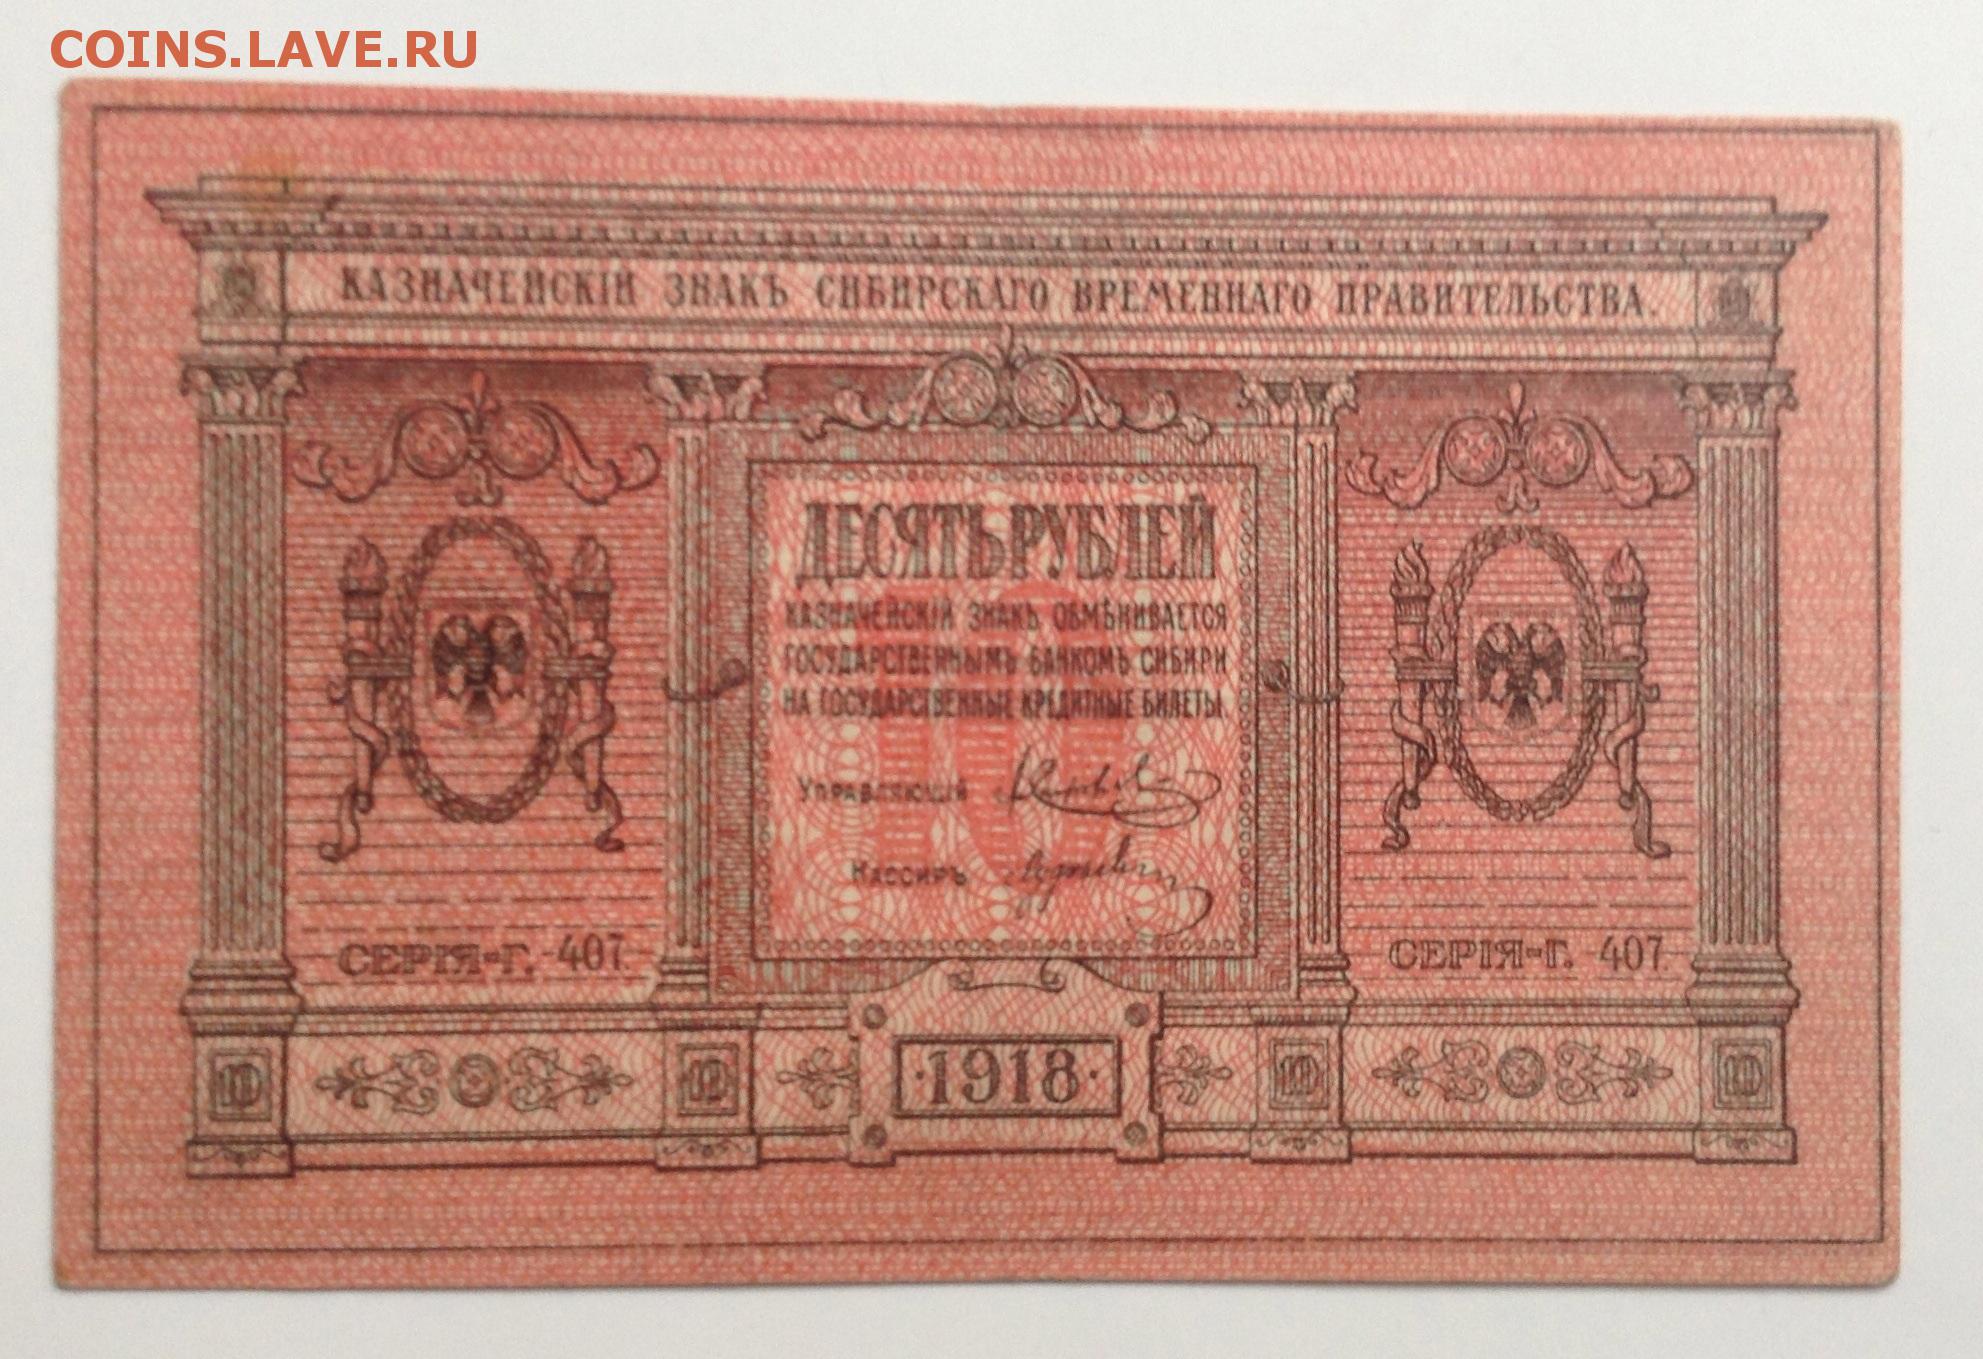 COINS.LAVE.RU
КАЗНАЧЕЙСКІЙ ЗНАКЪ СИБИРСКАГО ВРЕМЕННАГО ПРАВИТЕЛЬСТВА.
ДЕСЯТЬ РУБЛЕЙ
КАЗНАЧЕЙСКІЙ ЗНАКЪ ОБМѢНИВАЕТСЯ
ГОСУДАРСТВЕННЫМЪ БАНКОМЪ СИБИРИ
НА ГОСУДАРСТВЕННЫЕ КРЕДИТНЫЕ БИЛЕТЫ.
10
УПРАВЛЯЮЩІЙ
КАССИРЪ
СЕРІЯ-Г. 407.
СЕРІЯ-Г. 407.
10
10
·1918·
10
10